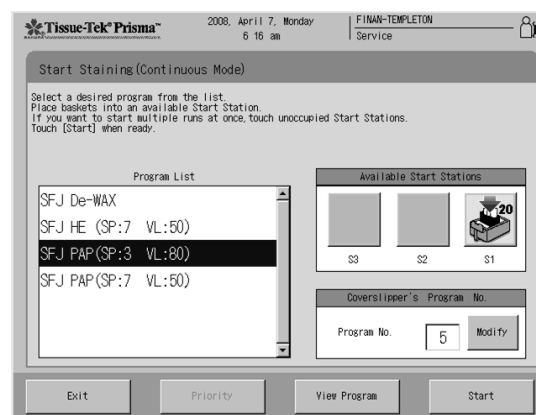 Tissue-Tek® Prisma™
2008, April 7, Monday
6 16 am
FINAN-TEMPLETON
Service
Start Staining(Continuous Mode)
Select a desired program from the list.
Place baskets into an available Start Station.
If you want to start multiple runs at once,touch unoccupied Start Stations.
Touch [Start] when ready.
Program List
SFJ De-WAX
SFJ HE (SP:7 VL:50)
SFJ PAP(SP:3 VL:80)
SFJ PAP(SP:7 VL:50)
Available Start Stations
20
S3 S2 S1
Coverslipper's Program No.
Program No. 5 Modify
Exit Priority View Program Start